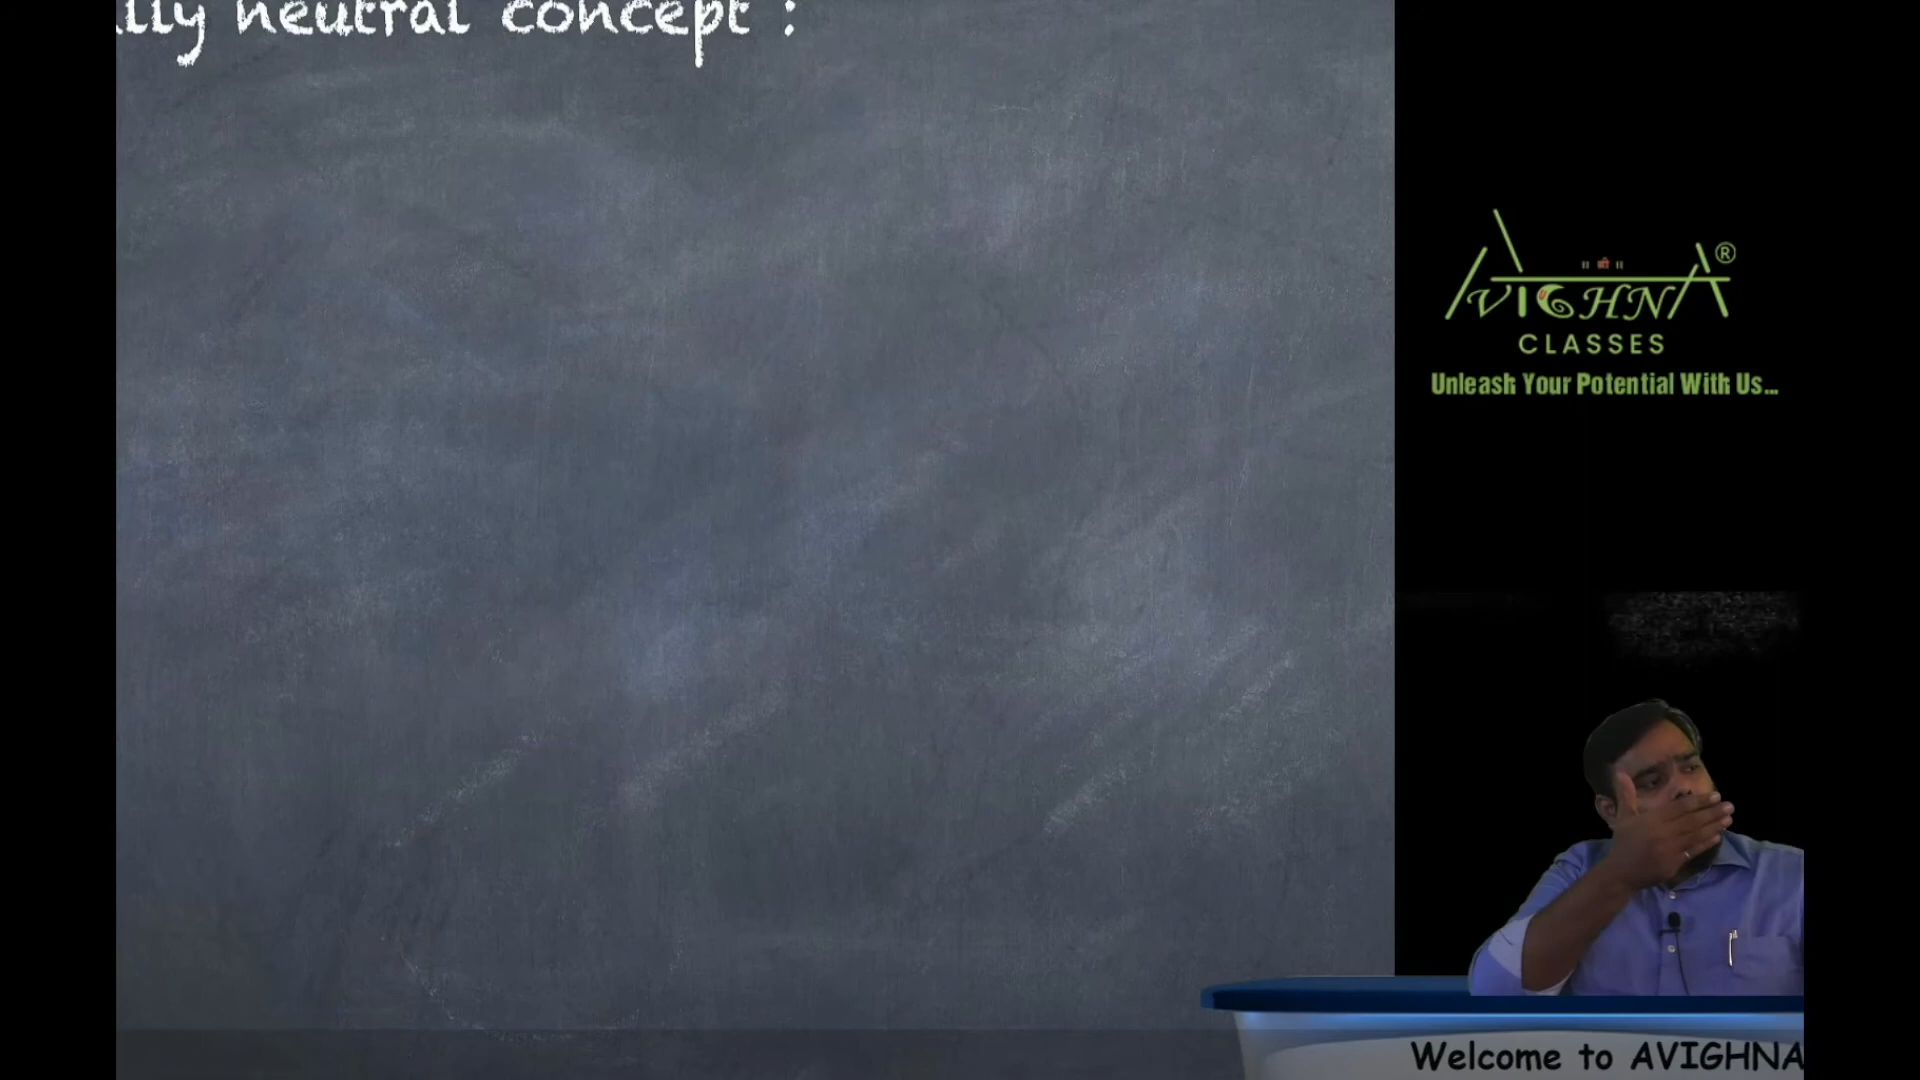 lly neutral concept :
|| श्री ||
AVIGHNA®
CLASSES
Unleash Your Potential With Us...
Welcome to AVIGHNA